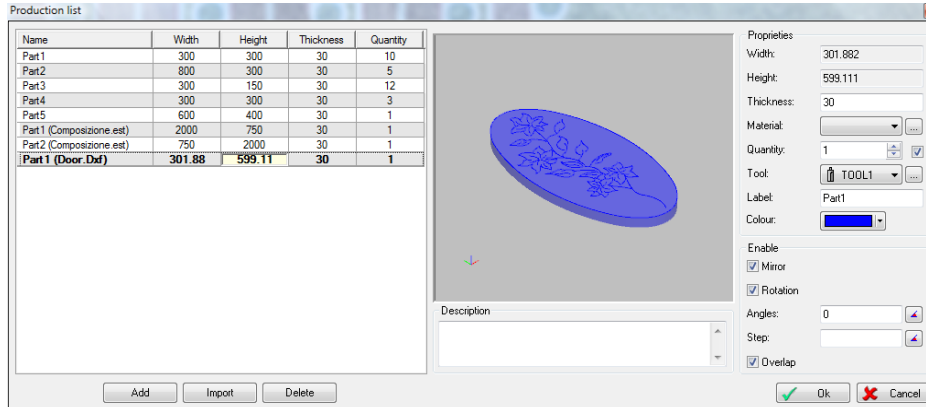 Production list
Name Width Height Thickness Quantity
Part1 300 300 30 10
Part2 800 300 30 5
Part3 300 150 30 12
Part4 300 300 30 3
Part5 600 400 30 1
Part1 (Composizione.est) 2000 750 30 1
Part2 (Composizione.est) 750 2000 30 1
Part1 (Door.Dxf) 301.88 599.11 30 1
Add Import Delete
Description
Proprieties
Width: 301.882
Height: 599.111
Thickness: 30
Material: ...
Quantity: 1
Tool: TOOL1 ...
Label: Part1
Colour:
Enable
Mirror
Rotation
Angles: 0
Step:
Overlap
Ok Cancel